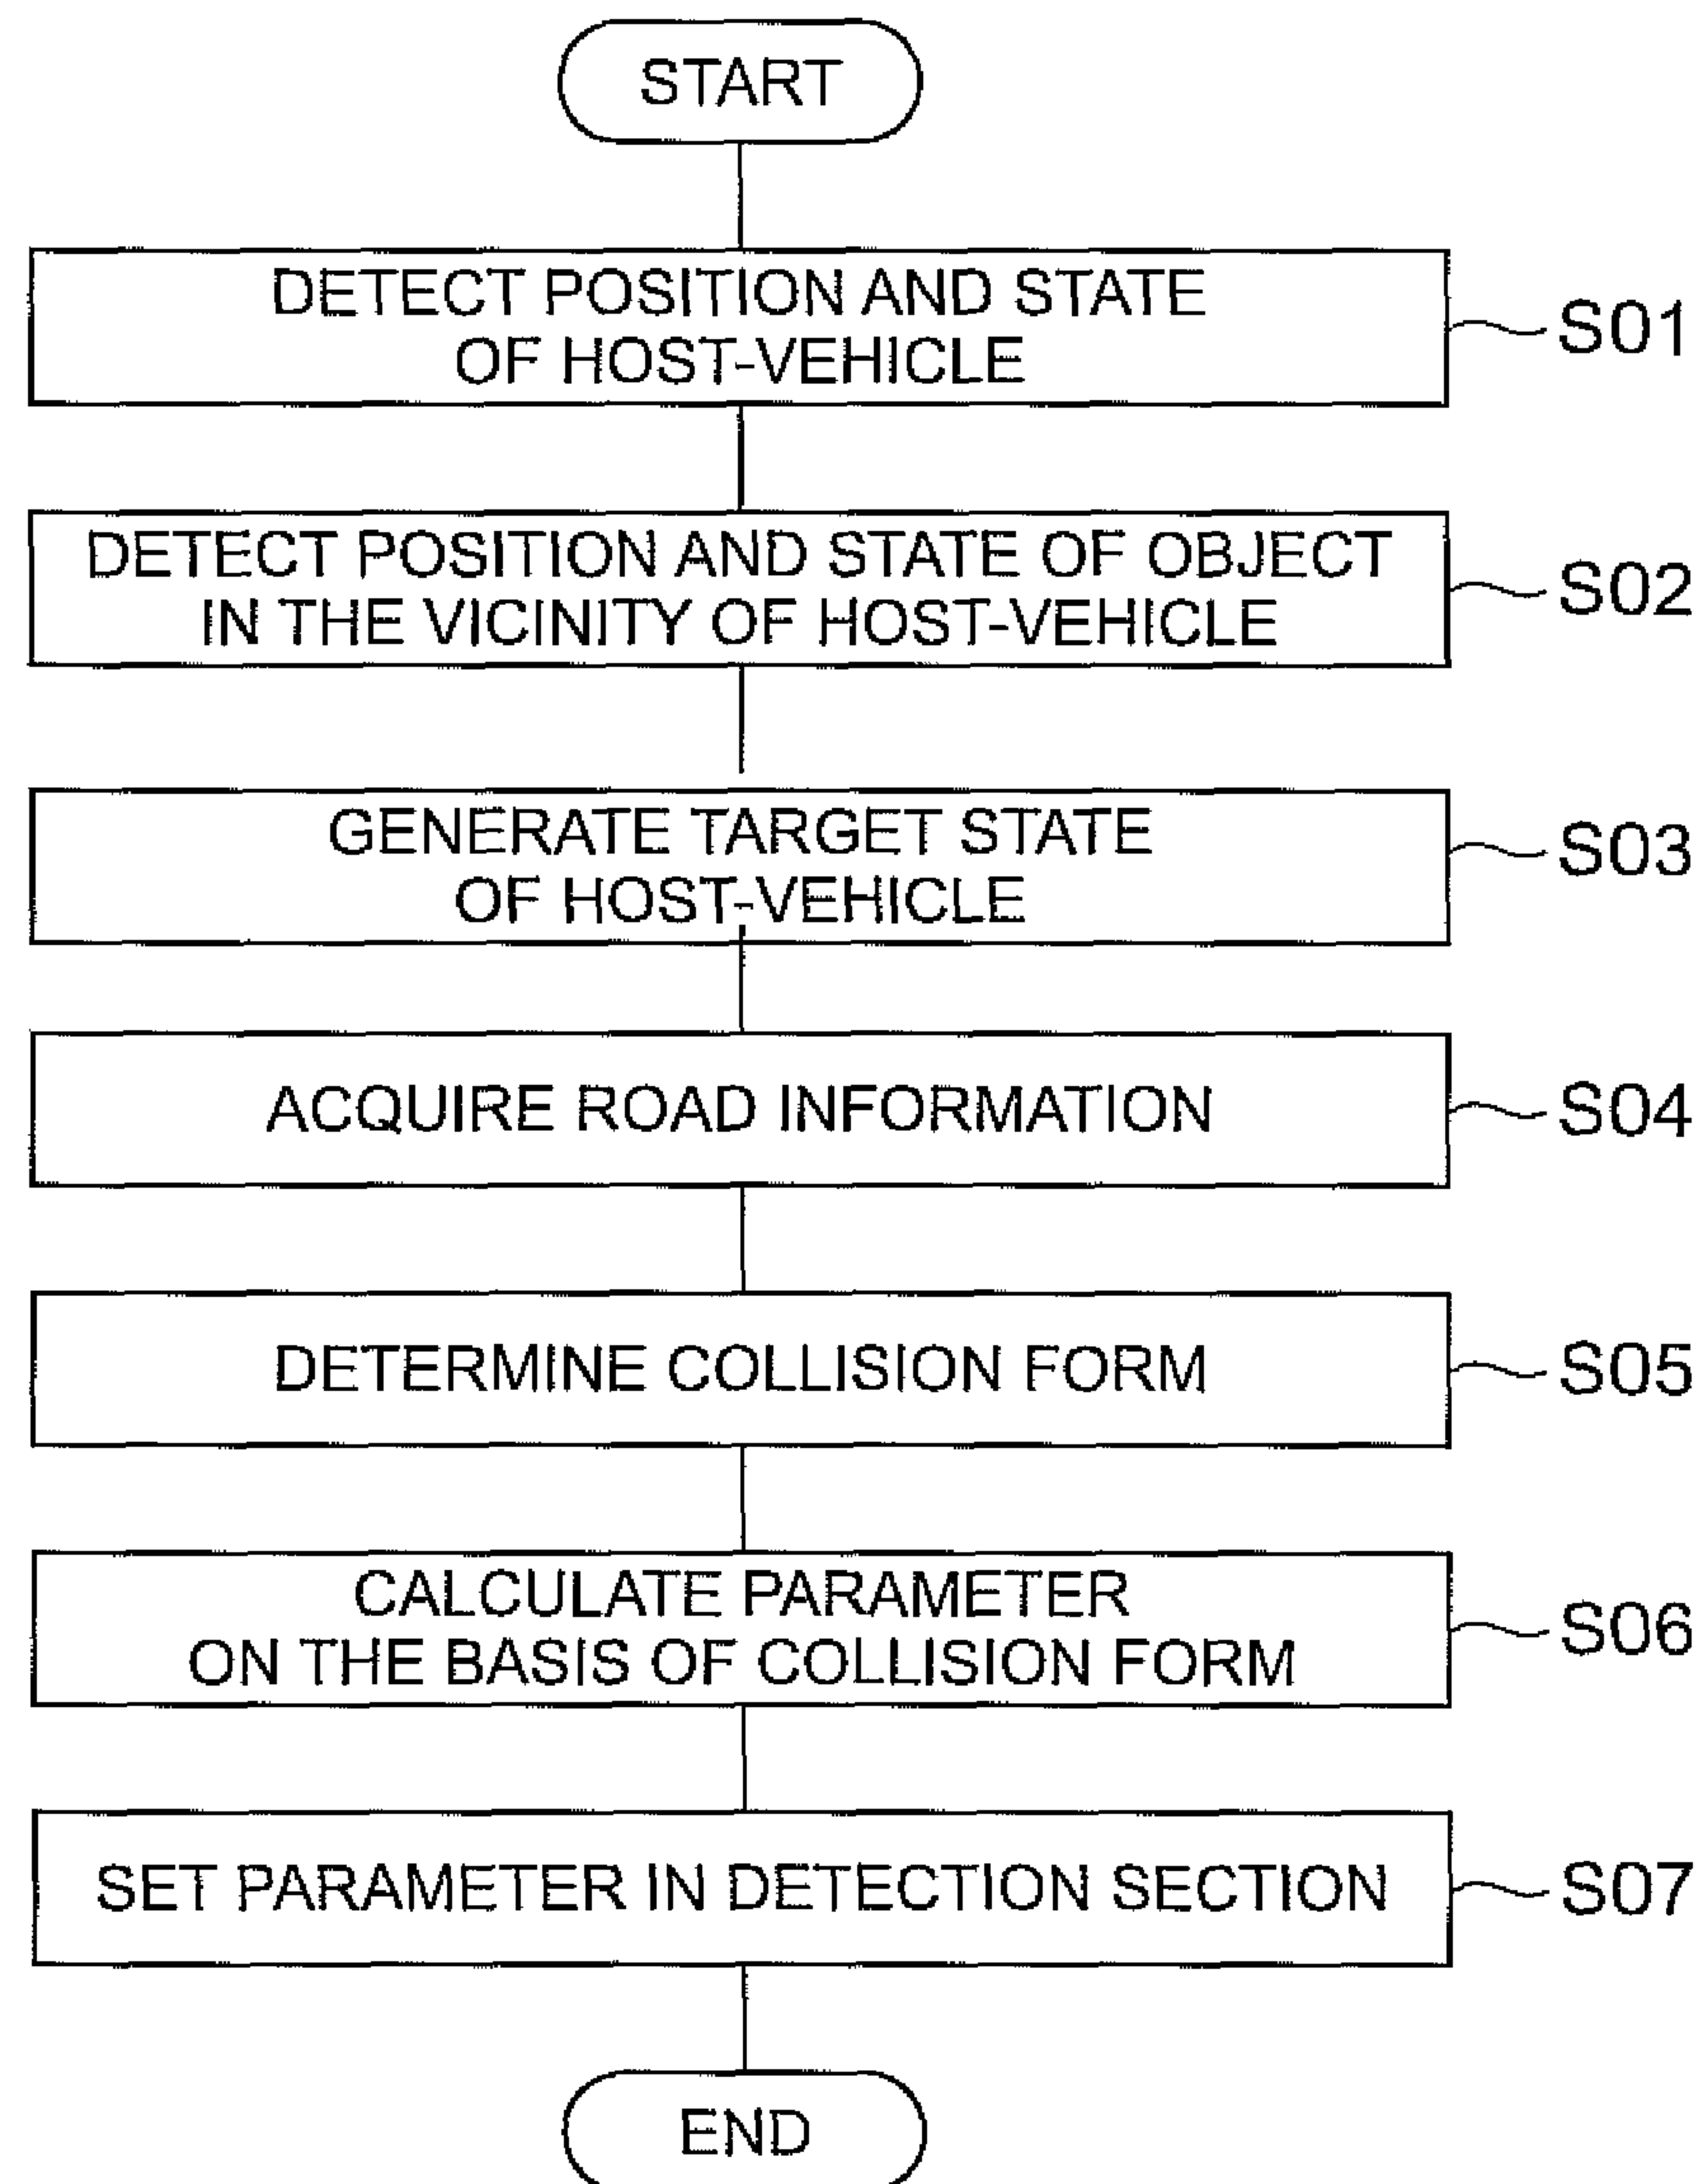 START
DETECT POSITION AND STATE
OF HOST-VEHICLE
S01
DETECT POSITION AND STATE OF OBJECT
IN THE VICINITY OF HOST-VEHICLE
S02
GENERATE TARGET STATE
OF HOST-VEHICLE
S03
ACQUIRE ROAD INFORMATION
S04
DETERMINE COLLISION FORM
S05
CALCULATE PARAMETER
ON THE BASIS OF COLLISION FORM
S06
SET PARAMETER IN DETECTION SECTION
S07
END